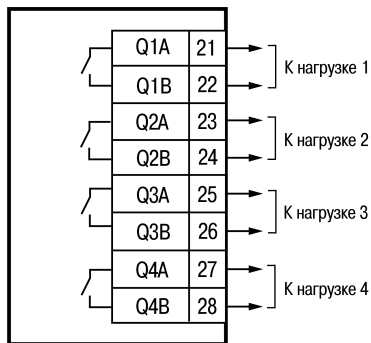 Q1A 21
К нагрузке 1
Q1B 22
Q2A 23
К нагрузке 2
Q2B 24
Q3A 25
К нагрузке 3
Q3B 26
Q4A 27
К нагрузке 4
Q4B 28